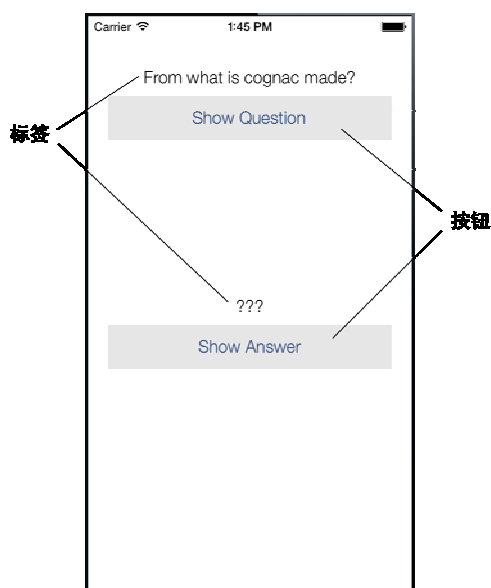 Carrier 1:45 PM
From what is cognac made?
Show Question
标签
按钮
???
Show Answer